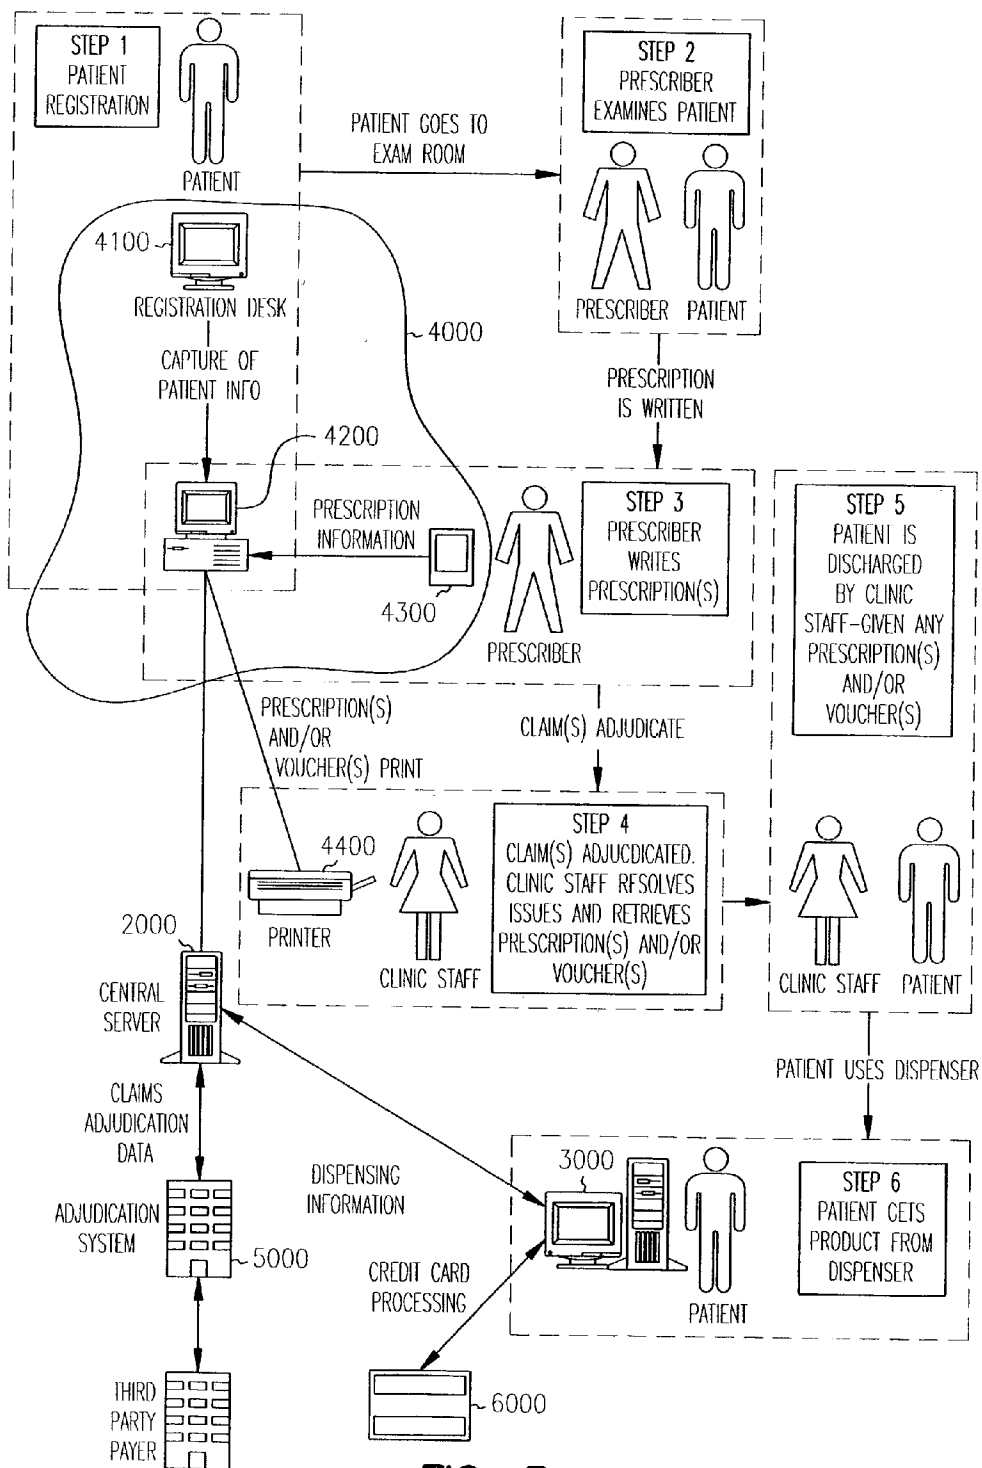 STEP 1
PATIENT
REGISTRATION
PATIENT
PATIENT GOES TO
EXAM ROOM
STEP 2
PRESCRIBER
EXAMINES PATIENT
PRESCRIBER
PATIENT
4100
REGISTRATION DESK
4000
CAPTURE OF
PATIENT INFO
PRESCRIPTION
IS WRITTEN
4200
PRESCRIPTION
INFORMATION
4300
PRESCRIBER
STEP 3
PRESCRIBER
WRITES
PRESCRIPTION(S)
STEP 5
PATIENT IS
DISCHARGED
BY CLINIC
STAFF-GIVEN ANY
PRESCRIPTION(S)
AND/OR
VOUCHER(S)
PRESCRIPTION(S)
AND/OR
VOUCHER(S) PRINT
CLAIM(S) ADJUDICATE
4400
PRINTER
CLINIC STAFF
STEP 4
CLAIM(S) ADJUCDICATED.
CLINIC STAFF RESOLVES
ISSUES AND RETRIEVES
PRESCRIPTION(S) AND/OR
VOUCHER(S)
CLINIC STAFF
PATIENT
2000
CENTRAL
SERVER
PATIENT USES DISPENSER
CLAIMS
ADJUDICATION
DATA
DISPENSING
INFORMATION
3000
PATIENT
STEP 6
PATIENT GETS
PRODUCT FROM
DISPENSER
ADJUDICATION
SYSTEM
5000
CREDIT CARD
PROCESSING
6000
THIRD
PARTY
PAYER